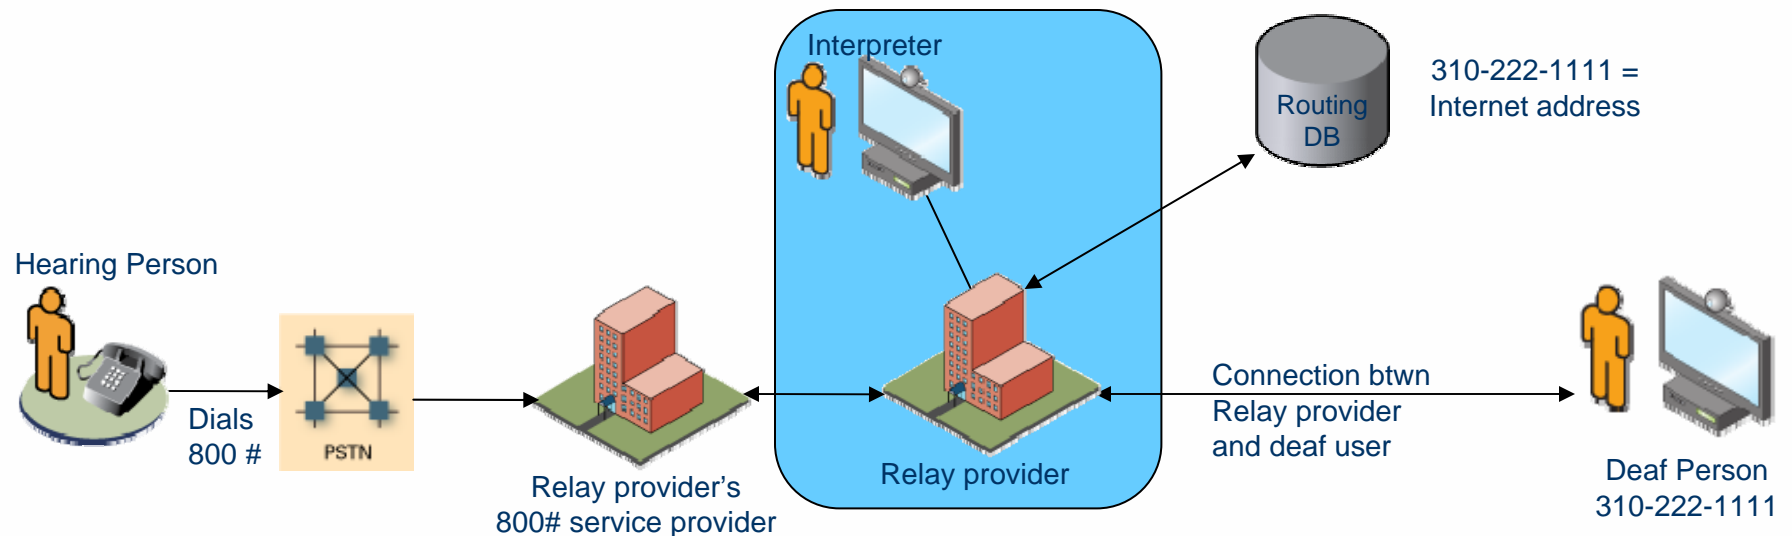 Interpreter
Routing
DB
310-222-1111 =
Internet address
Hearing Person
Dials
800 #
PSTN
Relay provider's
800# service provider
Relay provider
Connection btwn
Relay provider
and deaf user
Deaf Person
310-222-1111